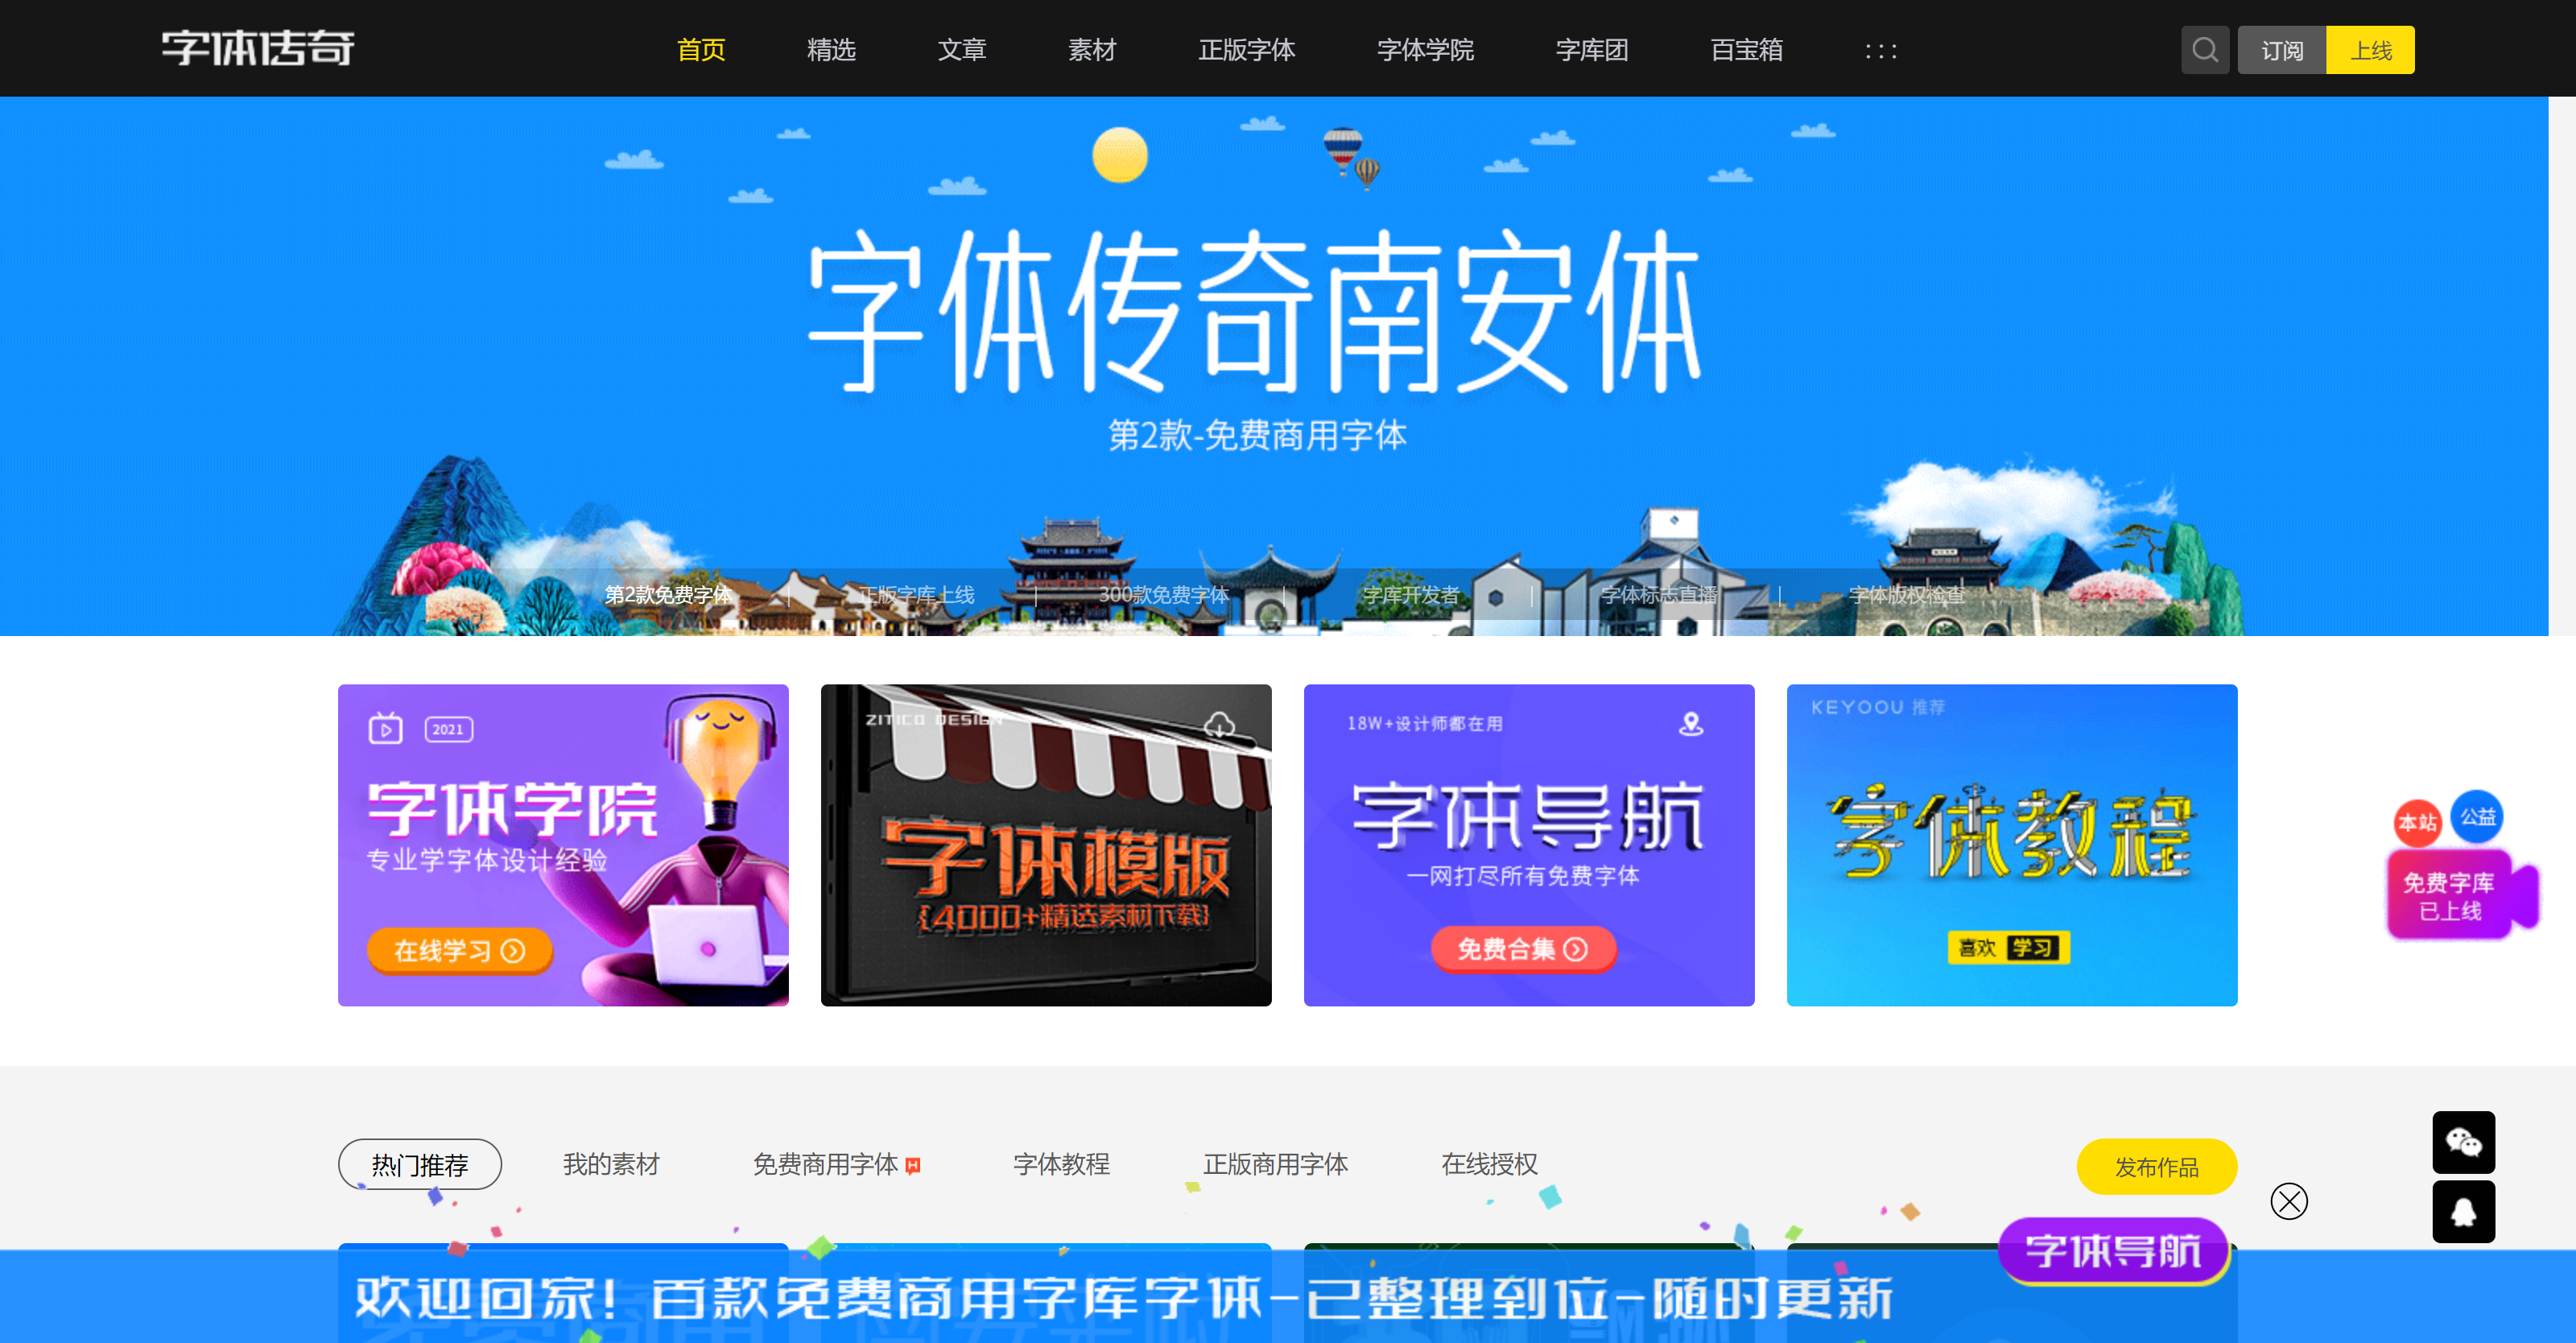 字体传奇
首页 精选 文章 素材 正版字体 字体学院 字库团 百宝箱 ···
订阅 上线
字体传奇南安体
第2款-免费商用字体
第2款免费字体 | 正版字库上线 | 300款免费字体 | 字库开发者 | 字体标志直播 | 字体版权检查
2021
字体学院
专业学字体设计经验
在线学习
ZITICO DESIGN
字体模版
{4000+精选素材下载}
18W+设计师都在用
字体导航
一网打尽所有免费字体
免费合集
KEYOOU 推荐
字体教程
喜欢 学习
本站 公益
免费字库
已上线
热门推荐 我的素材 免费商用字体 H 字体教程 正版商用字体 在线授权 发布作品
字体导航
欢迎回家！百款免费商用字库字体-已整理到位-随时更新